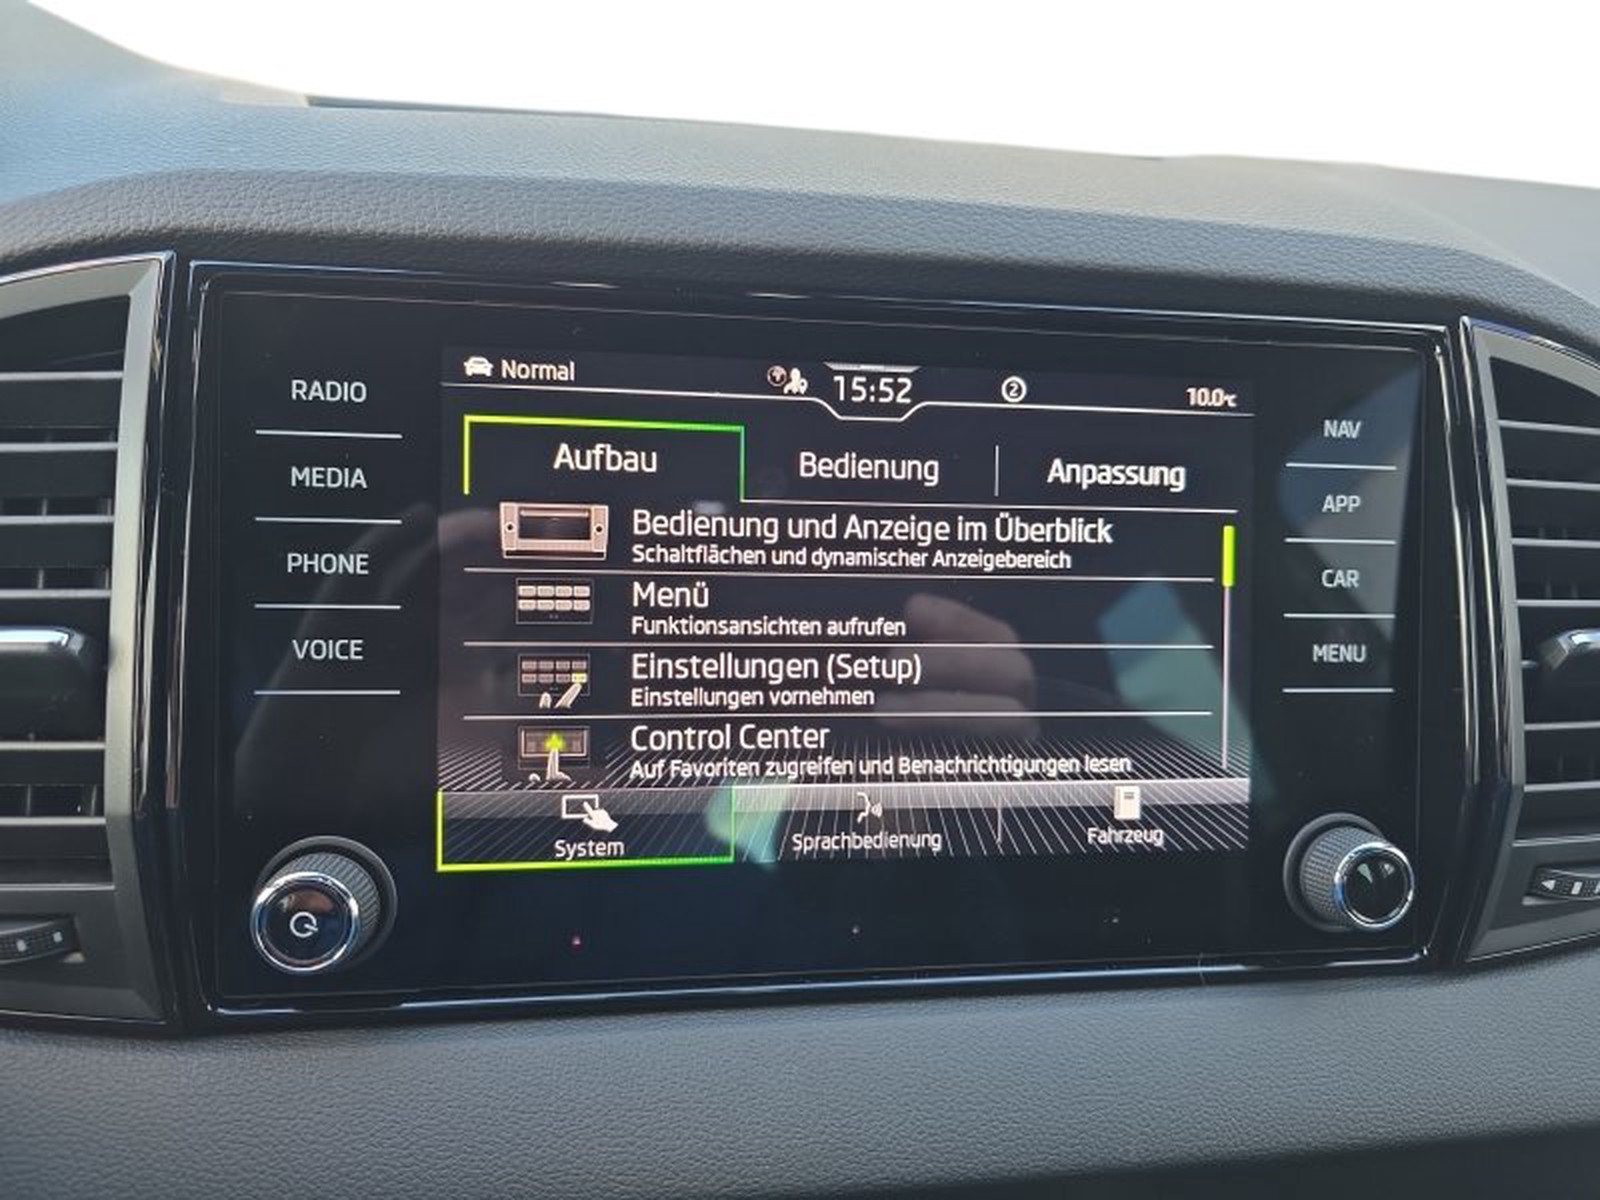 Normal
15:52
2
10.0°C
RADIO
MEDIA
PHONE
VOICE
Aufbau
Bedienung
Anpassung
Bedienung und Anzeige im Überblick
Schaltflächen und dynamischer Anzeigebereich
Menü
Funktionsansichten aufrufen
Einstellungen (Setup)
Einstellungen vornehmen
Control Center
Auf Favoriten zugreifen und Benachrichtigungen lesen
System
Sprachbedienung
Fahrzeug
NAV
APP
CAR
MENU